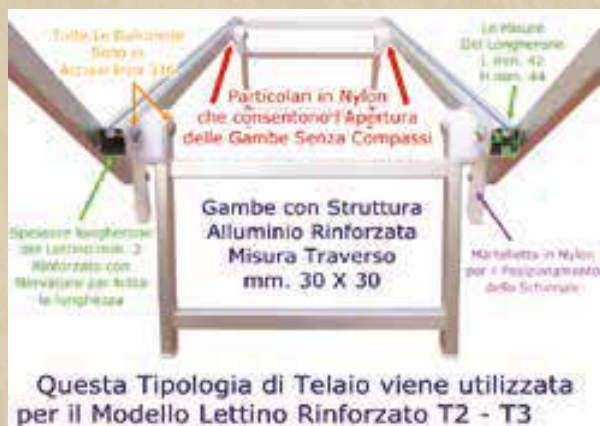 Tutte Le Bullonerie
Sono in
Acciaio Inox 316
Le Misure
Del Longherone
L mm. 42
H mm. 44
Particolari in Nylon
che consentono l'Apertura
delle Gambe Senza Compassi
Gambe con Struttura
Alluminio Rinforzata
Misura Traverso
mm. 30 X 30
Spessore longherone
del Lettino mm. 2
Rinforzato con
Nervature per tutta
la lunghezza
Martelletto in Nylon
per il Posizionamento
dello Schienale
Questa Tipologia di Telaio viene utilizzata
per il Modello Lettino Rinforzato T2 - T3